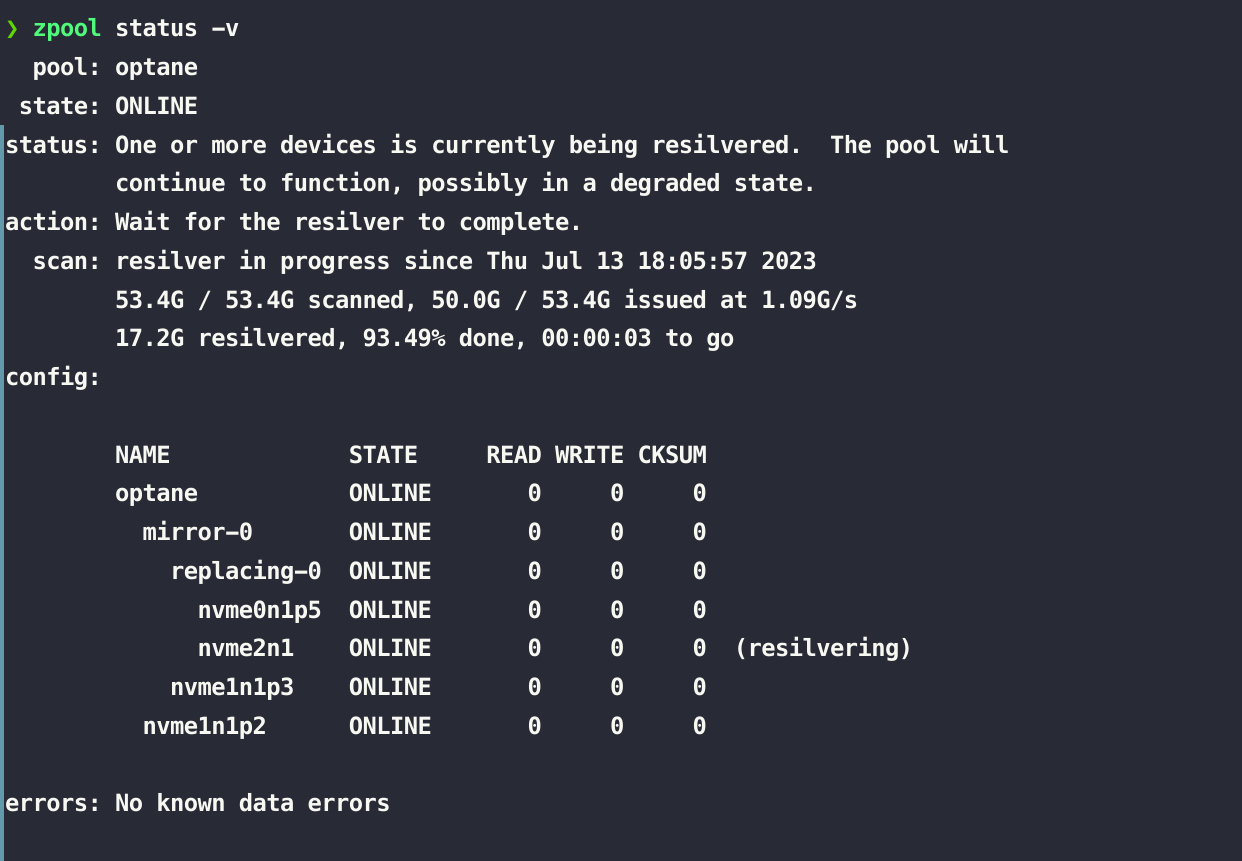 ❯ zpool status -v
  pool: optane
 state: ONLINE
status: One or more devices is currently being resilvered.  The pool will
        continue to function, possibly in a degraded state.
action: Wait for the resilver to complete.
  scan: resilver in progress since Thu Jul 13 18:05:57 2023
        53.4G / 53.4G scanned, 50.0G / 53.4G issued at 1.09G/s
        17.2G resilvered, 93.49% done, 00:00:03 to go
config:

        NAME             STATE     READ WRITE CKSUM
        optane           ONLINE       0     0     0
          mirror-0       ONLINE       0     0     0
            replacing-0  ONLINE       0     0     0
              nvme0n1p5  ONLINE       0     0     0
              nvme2n1    ONLINE       0     0     0  (resilvering)
            nvme1n1p3    ONLINE       0     0     0
          nvme1n1p2      ONLINE       0     0     0

errors: No known data errors